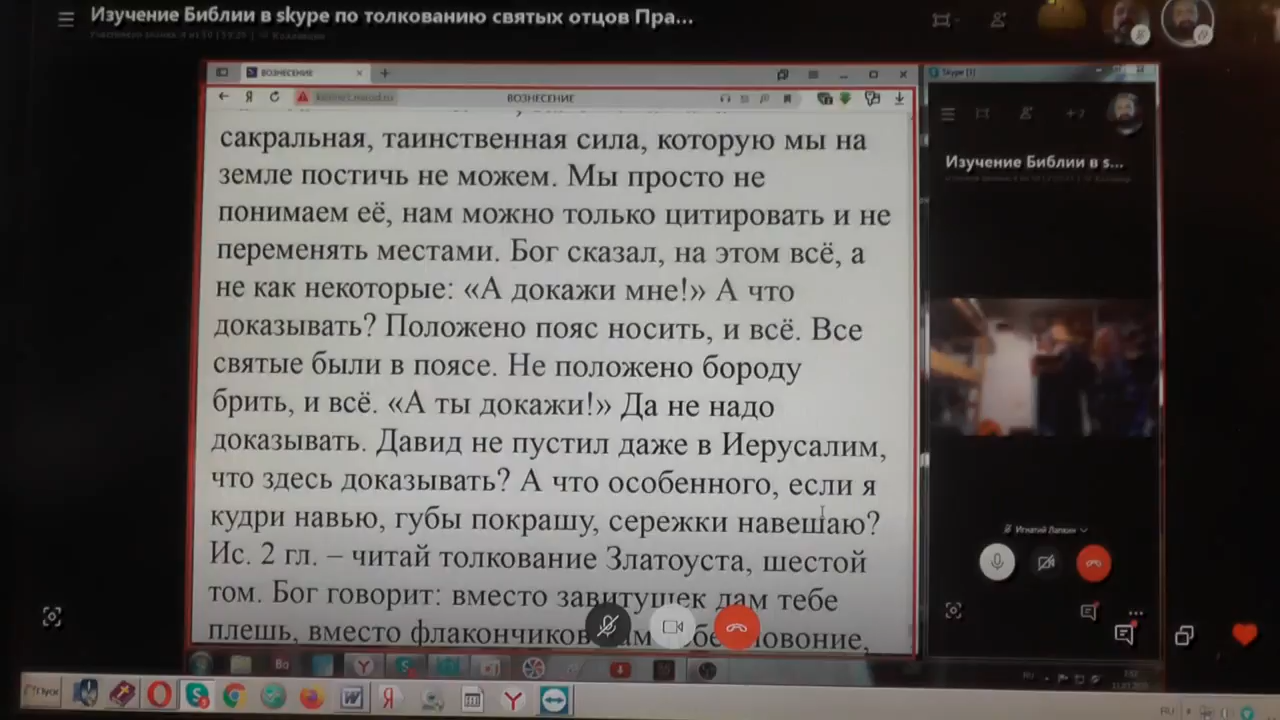 Изучение Библии в skype по толкованию святых отцов Пра...
ВОЗНЕСЕНИЕ
ВОЗНЕСЕНИЕ
сакральная, таинственная сила, которую мы на
земле постичь не можем. Мы просто не
понимаем её, нам можно только цитировать и не
переменять местами. Бог сказал, на этом всё, а
не как некоторые: «А докажи мне!» А что
доказывать? Положено пояс носить, и всё. Все
святые были в поясе. Не положено бороду
брить, и всё. «А ты докажи!» Да не надо
доказывать. Давид не пустил даже в Иерусалим,
что здесь доказывать? А что особенного, если я
кудри навью, губы покрашу, сережки навешаю?
Ис. 2 гл. – читай толкование Златоуста, шестой
том. Бог говорит: вместо завитушек дам тебе
плешь, вместо флакончиков
Skype [1]
Изучение Библии в s...
Игнатий Лапкин
Пуск
RU
RU